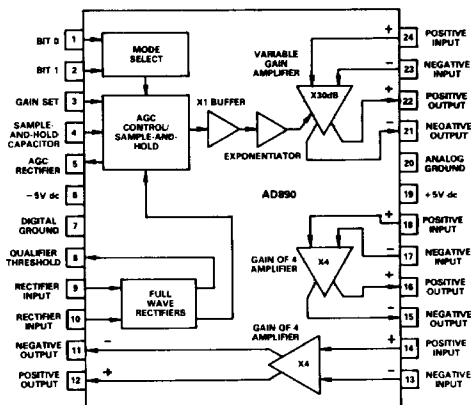 BIT 0
1
BIT 1
2
GAIN SET
3
SAMPLE-
AND-HOLD
CAPACITOR
4
AGC
RECTIFIER
5
–5V dc
6
DIGITAL
GROUND
7
QUALIFIER
THRESHOLD
8
RECTIFIER
INPUT
9
RECTIFIER
INPUT
10
NEGATIVE
OUTPUT
11
POSITIVE
OUTPUT
12
MODE
SELECT
AGC
CONTROL/
SAMPLE-AND-
HOLD
X1 BUFFER
EXPONENTIATOR
VARIABLE
GAIN
AMPLIFIER
X30dB
AD890
GAIN OF 4
AMPLIFIER
X4
FULL
WAVE
RECTIFIERS
GAIN OF 4
AMPLIFIER
X4
–
+
+
24
POSITIVE
INPUT
–
23
NEGATIVE
INPUT
+
22
POSITIVE
OUTPUT
–
21
NEGATIVE
OUTPUT
20
ANALOG
GROUND
19
+5V dc
+
18
POSITIVE
INPUT
–
17
NEGATIVE
INPUT
+
16
POSITIVE
OUTPUT
–
15
NEGATIVE
OUTPUT
+
14
POSITIVE
INPUT
–
13
NEGATIVE
INPUT